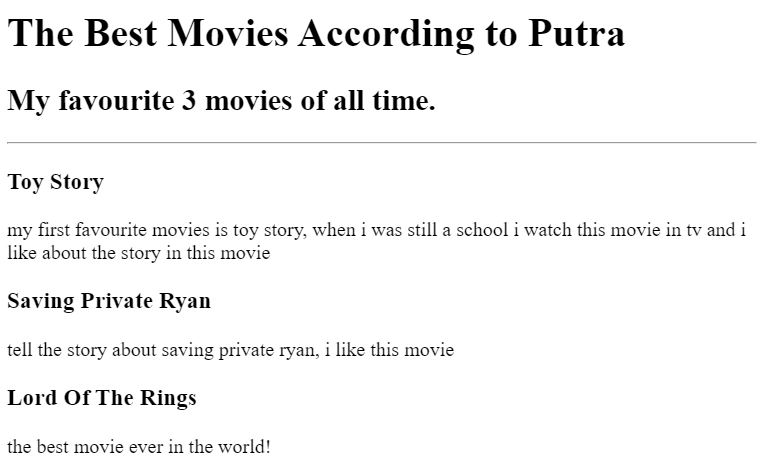 The Best Movies According to Putra
My favourite 3 movies of all time.
Toy Story
my first favourite movies is toy story, when i was still a school i watch this movie in tv and i
like about the story in this movie
Saving Private Ryan
tell the story about saving private ryan, i like this movie
Lord Of The Rings
the best movie ever in the world!